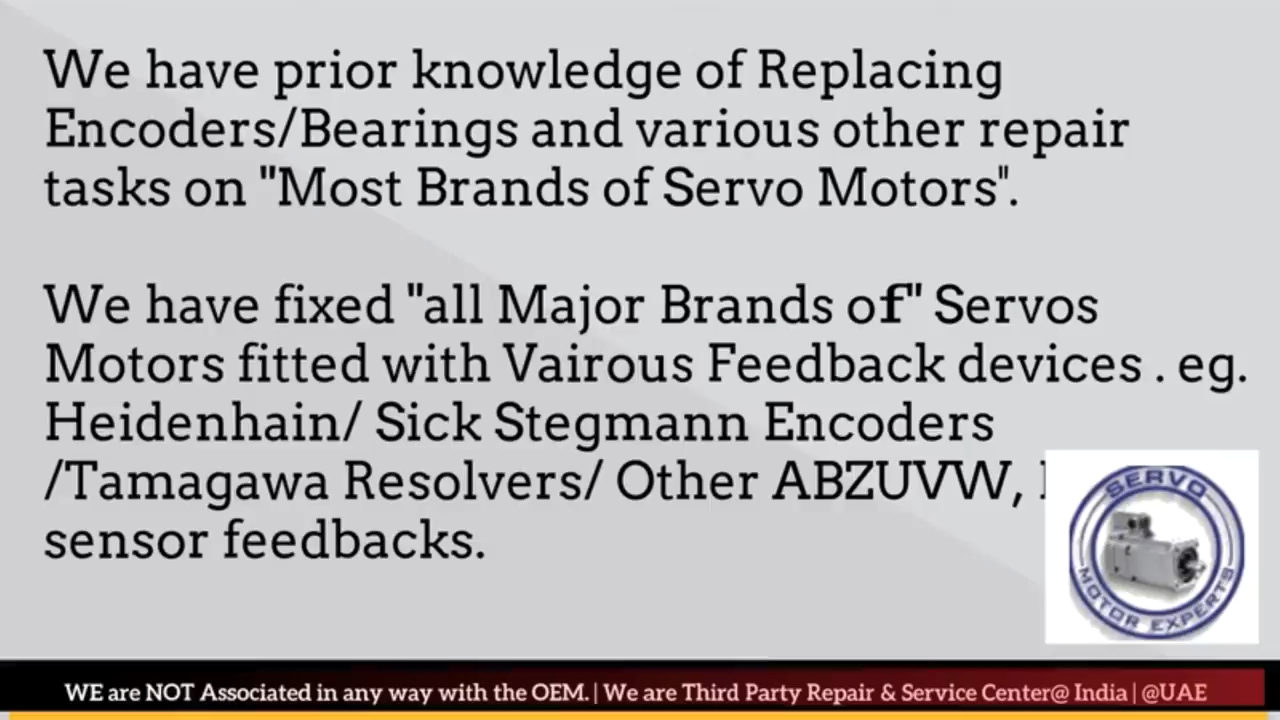 We have prior knowledge of Replacing
Encoders/Bearings and various other repair
tasks on "Most Brands of Servo Motors".
We have fixed "all Major Brands of" Servos
Motors fitted with Vairous Feedback devices . eg.
Heidenhain/ Sick Stegmann Encoders
/Tamagawa Resolvers/ Other ABZUVW,
sensor feedbacks.
SERVO
MOTOR EXPERTS
WE are NOT Associated in any way with the OEM. | We are Third Party Repair & Service Center@ India | @UAE